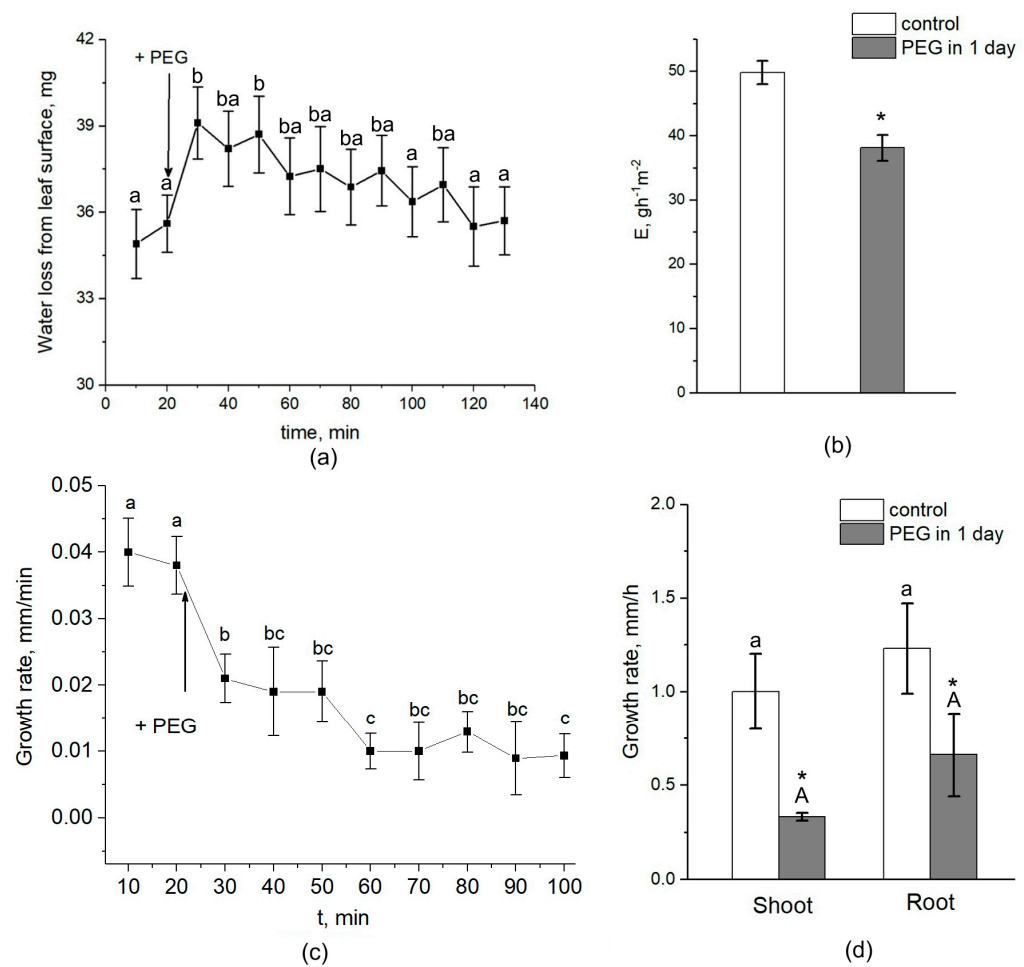 42
39
36
33
30
Water loss from leaf surface, mg
+ PEG
a
a
b
ba
b
ba
ba
ba
ba
a
ba
a
a
0
20
40
60
80
100
120
140
time, min
(a)
control
PEG in 1 day
50
40
30
20
10
0
E, gh⁻¹m⁻²
*
(b)
0.05
0.04
0.03
0.02
0.01
0.00
Growth rate, mm/min
a
a
b
bc
bc
c
bc
bc
bc
c
+ PEG
10
20
30
40
50
60
70
80
90
100
t, min
(c)
control
PEG in 1 day
2.0
1.5
1.0
0.5
0.0
Growth rate, mm/h
a
*
A
a
*
A
Shoot
Root
(d)